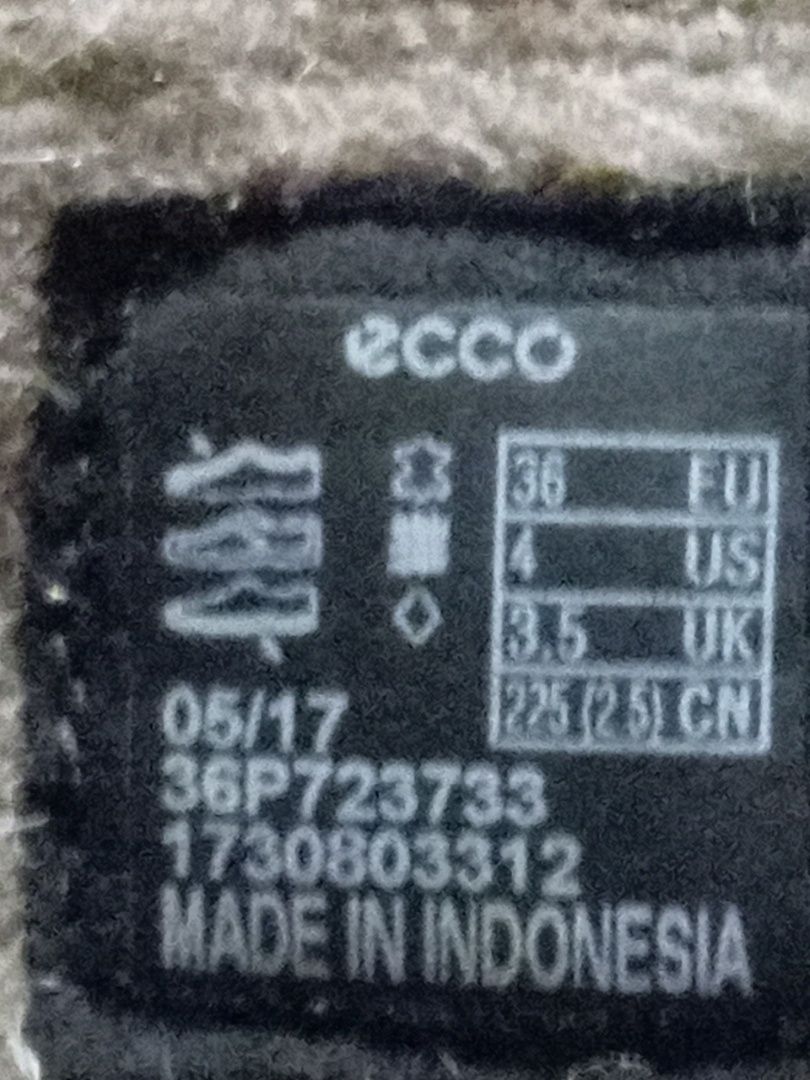 ecco
36 EU
4 US
3.5 UK
225 (2.5) CN
05/17
36P723733
1730803312
MADE IN INDONESIA